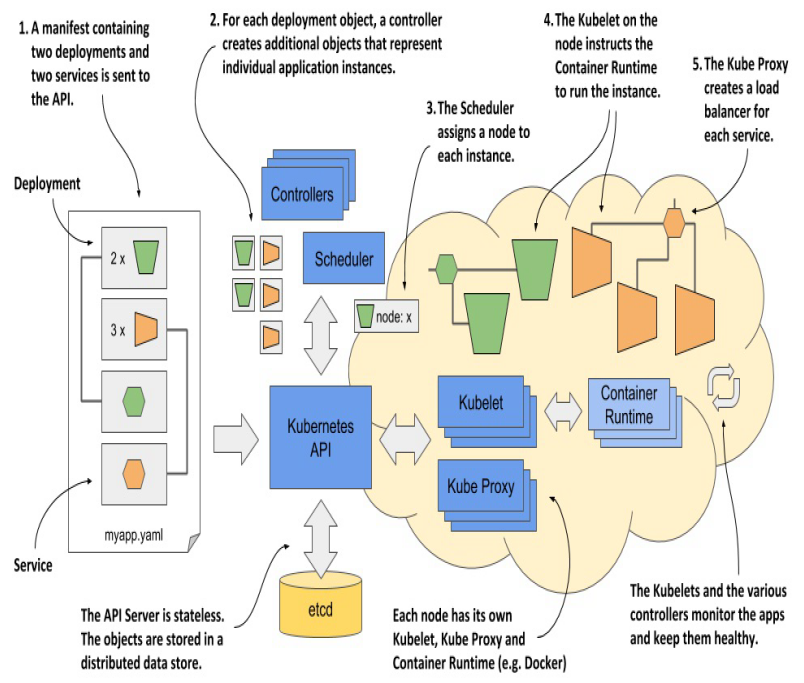 1. A manifest containing
two deployments and
two services is sent to
the API.
2. For each deployment object, a controller
creates additional objects that represent
individual application instances.
3. The Scheduler
assigns a node to
each instance.
4. The Kubelet on the
node instructs the
Container Runtime
to run the instance.
5. The Kube Proxy
creates a load
balancer for
each service.
Deployment
2 x
3 x
myapp.yaml
Service
Controllers
Scheduler
node: x
Kubernetes
API
Kubelet
Container
Runtime
Kube Proxy
etcd
The API Server is stateless.
The objects are stored in a
distributed data store.
Each node has its own
Kubelet, Kube Proxy and
Container Runtime (e.g. Docker)
The Kubelets and the various
controllers monitor the apps
and keep them healthy.